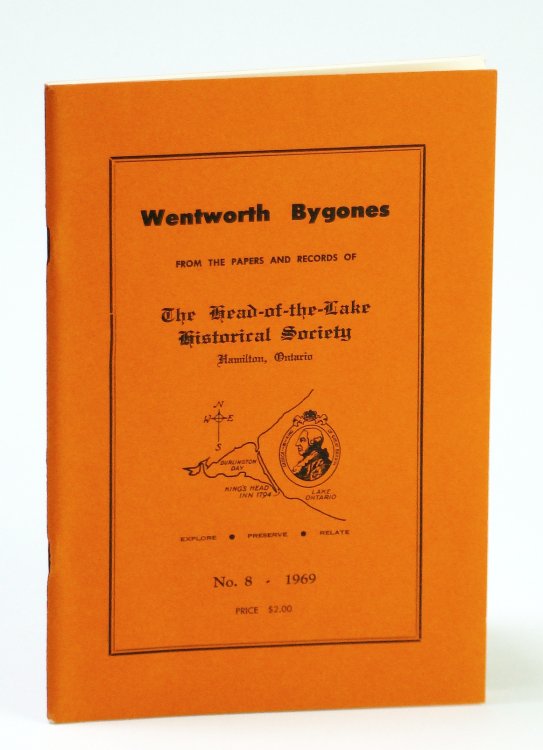 Wentworth Bygones
FROM THE PAPERS AND RECORDS OF
The Head-of-the-Lake
Historical Society
Hamilton, Ontario
N
W E
S
BURLINGTON
BAY
KING'S HEAD
INN 1794
LAKE
ONTARIO
EXPLORE ● PRESERVE ● RELATE
No. 8 - 1969
PRICE $2.00